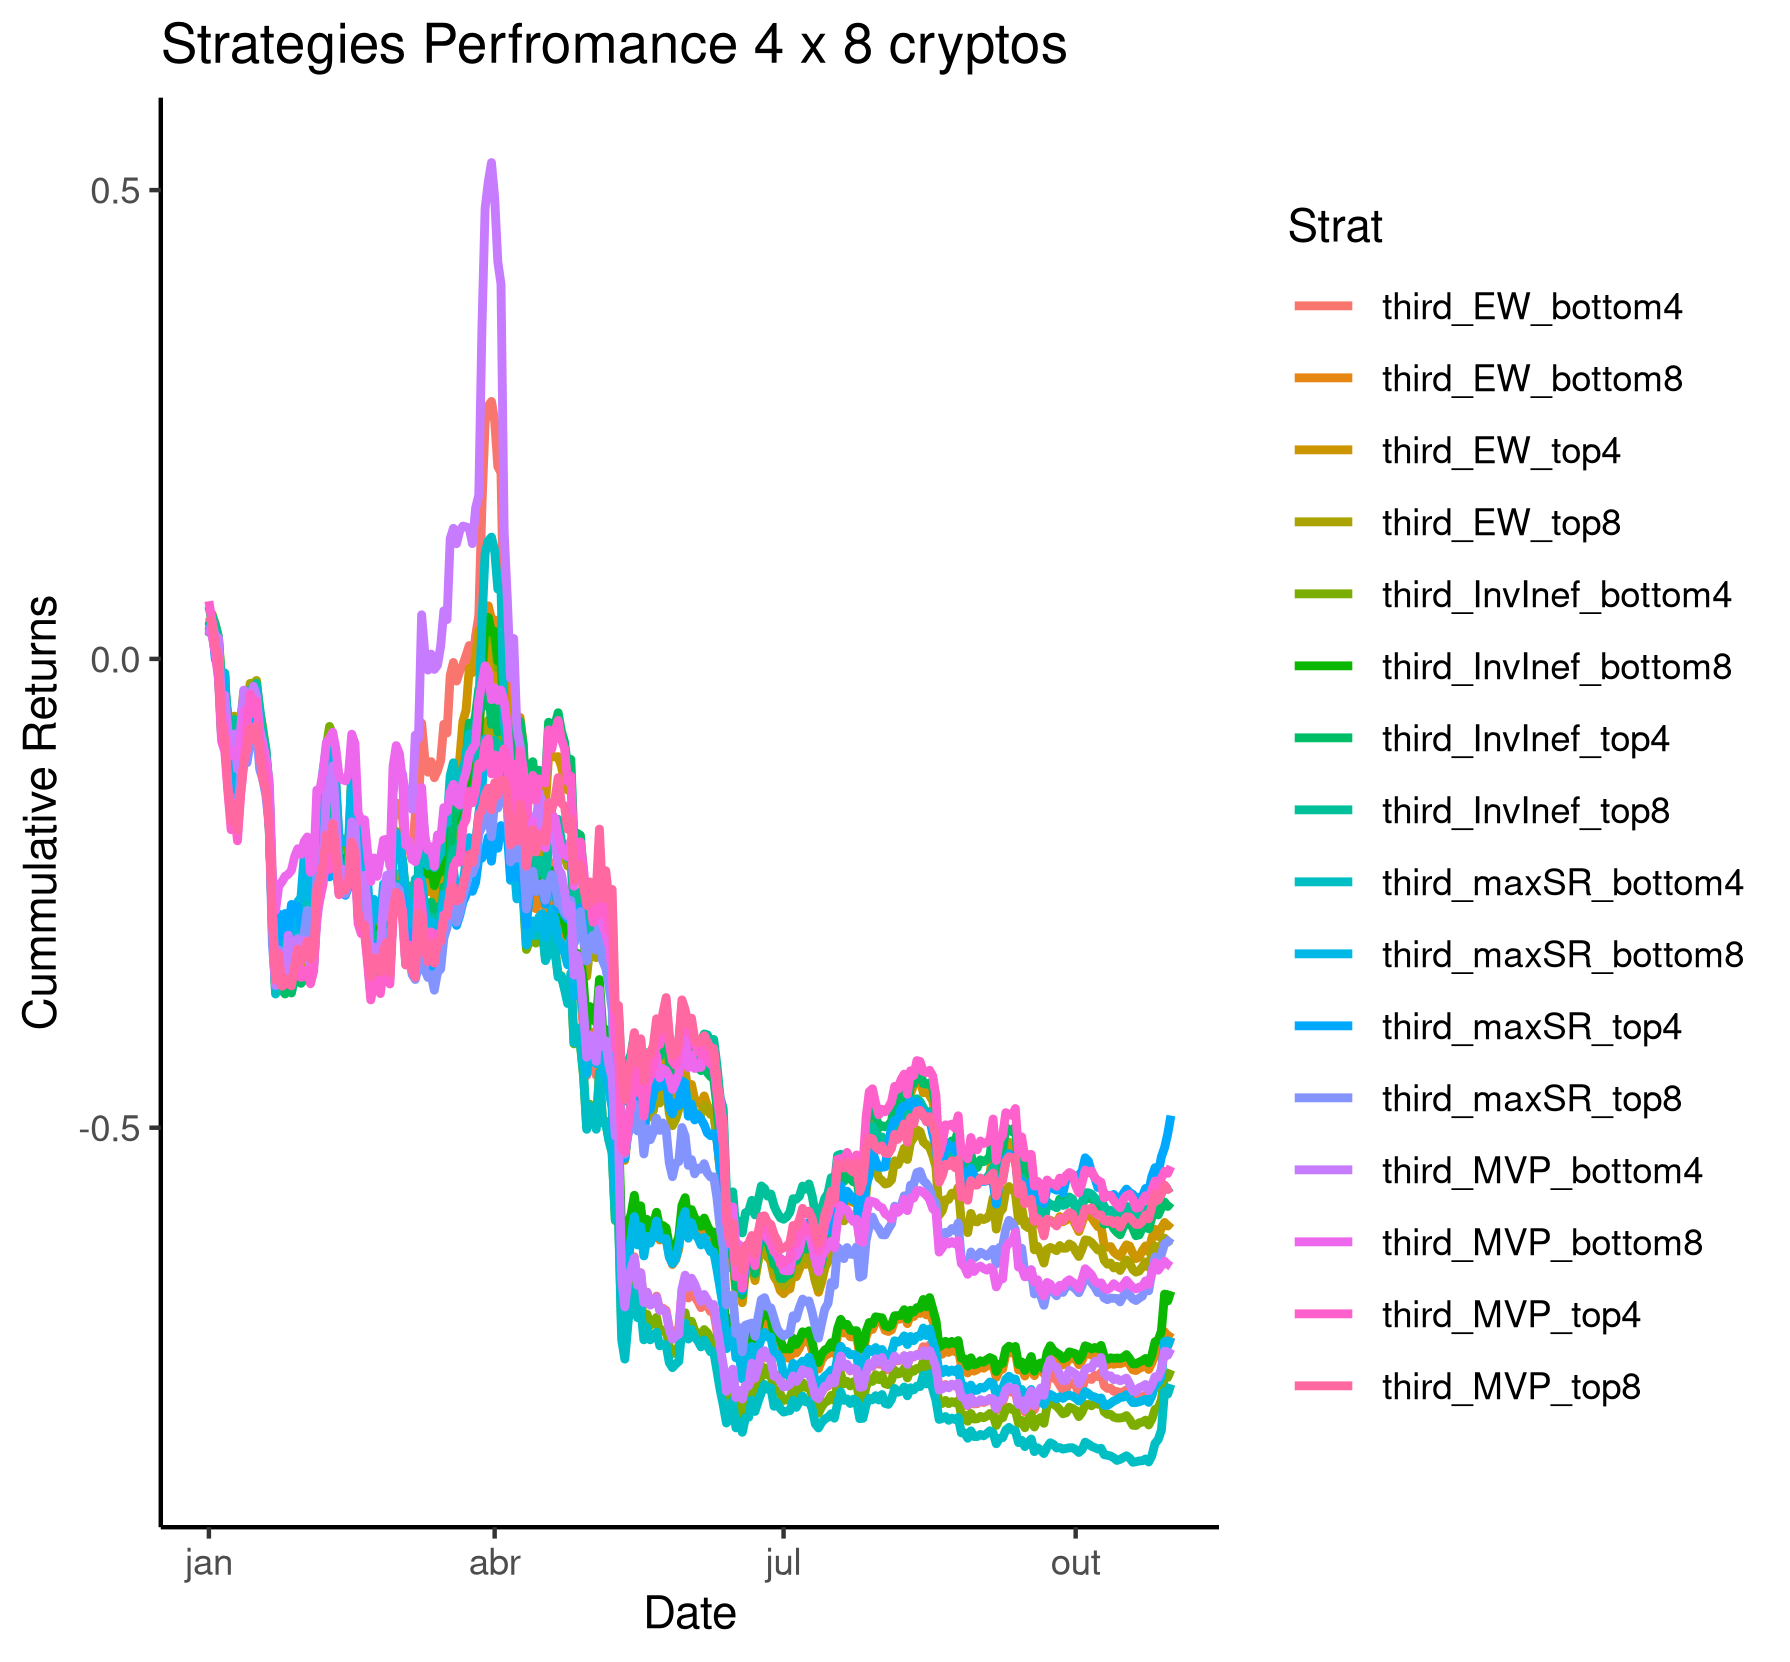 Strategies Perfromance 4 x 8 cryptos
Cummulative Returns
0.5
0.0
-0.5
jan
abr
jul
out
Date
Strat
third_EW_bottom4
third_EW_bottom8
third_EW_top4
third_EW_top8
third_InvInef_bottom4
third_InvInef_bottom8
third_InvInef_top4
third_InvInef_top8
third_maxSR_bottom4
third_maxSR_bottom8
third_maxSR_top4
third_maxSR_top8
third_MVP_bottom4
third_MVP_bottom8
third_MVP_top4
third_MVP_top8